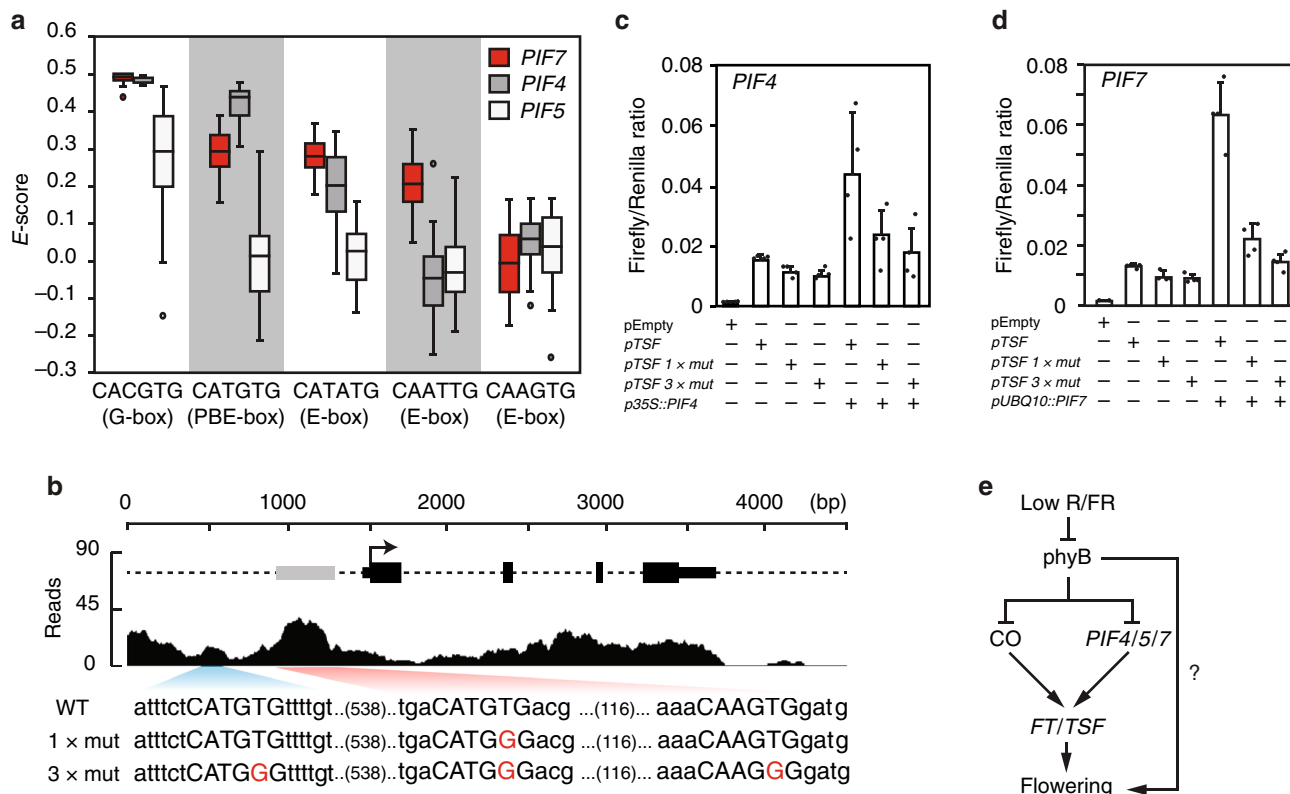 a
0.6
0.5
0.4
0.3
0.2
0.1
0.0
–0.1
–0.2
–0.3
E-score
PIF7
PIF4
PIF5
CACGTG CATGTG CATATG CAATTG CAAGTG
(G-box) (PBE-box) (E-box) (E-box) (E-box)
c
PIF4
Firefly/Renilla ratio
0.08
0.06
0.04
0.02
0
pEmpty + – – – – – –
pTSF – + – – + – –
pTSF 1 × mut – – + – – + –
pTSF 3 × mut – – – + – – +
p35S::PIF4 – – – – + + +
d
PIF7
Firefly/Renilla ratio
0.08
0.06
0.04
0.02
0
pEmpty + – – – – – –
pTSF – + – – + – –
pTSF 1 × mut – – + – – + –
pTSF 3 × mut – – – + – – +
pUBQ10::PIF7 – – – – + + +
b
0 1000 2000 3000 4000 (bp)
90
45
0
Reads
WT atttctCATGTGttttgt..(538)..tgaCATGTGacg ...(116)... aaaCAAGTGgatg
1 × mut atttctCATGTGttttgt..(538)..tgaCATGGGacg ...(116)... aaaCAAGTGgatg
3 × mut atttctCATGGGttttgt..(538)..tgaCATGGGacg ...(116)... aaaCAAGGGgatg
e
Low R/FR
phyB
CO PIF4/5/7
?
FT/TSF
Flowering